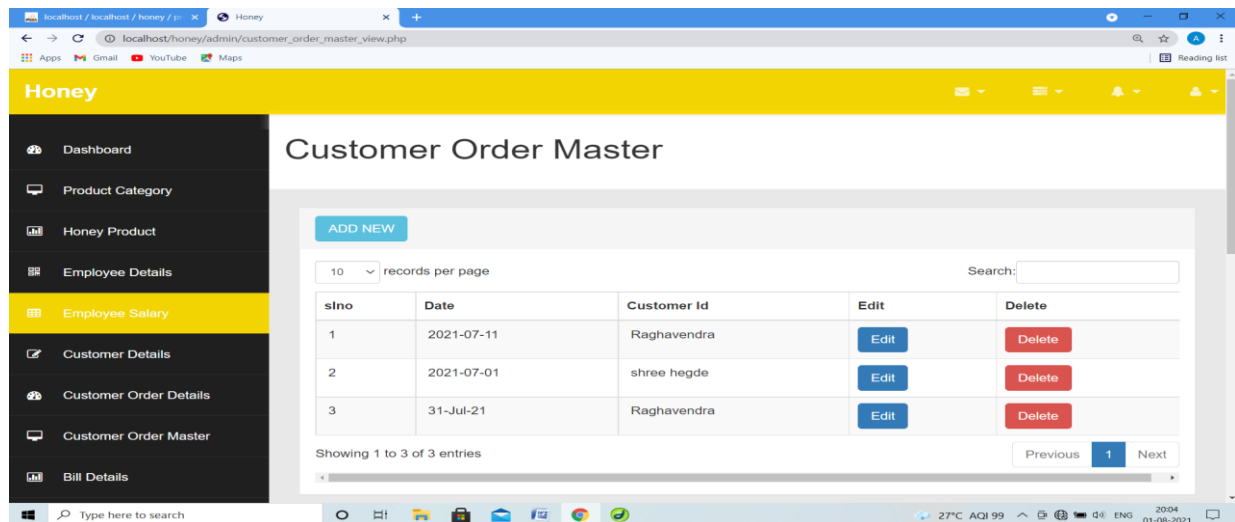 localhost / localhost / honey / p
Honey
localhost/honey/admin/customer_order_master_view.php
A
Apps
Gmail
YouTube
Maps
Reading list
Honey
Dashboard
Product Category
Honey Product
Employee Details
Employee Salary
Customer Details
Customer Order Details
Customer Order Master
Bill Details
Customer Order Master
ADD NEW
10 records per page
Search:
slno Date Customer Id Edit Delete
1 2021-07-11 Raghavendra Edit Delete
2 2021-07-01 shree hegde Edit Delete
3 31-Jul-21 Raghavendra Edit Delete
Showing 1 to 3 of 3 entries
Previous 1 Next
Type here to search
27°C AQI 99
ENG
20:04
01-08-2021